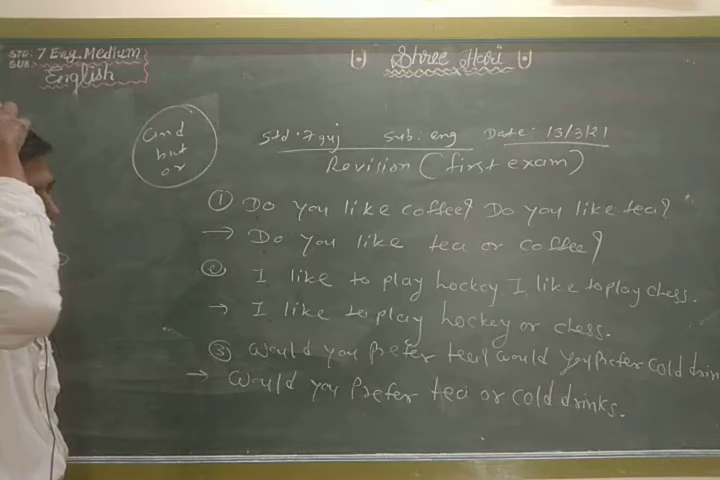 STD: 7 Eng. Medium
SUB: English
Shree Hari
and
but
or
Std: 7 guj Sub: eng Date: 13/3/21
Revision (first exam)
① Do you like coffee? Do you like tea?
→ Do you like tea or coffee?
② I like to play hockey. I like to play chess.
→ I like to play hockey or chess.
③ Would you prefer tea? Would you prefer cold drin
→ Would you prefer tea or cold drinks.